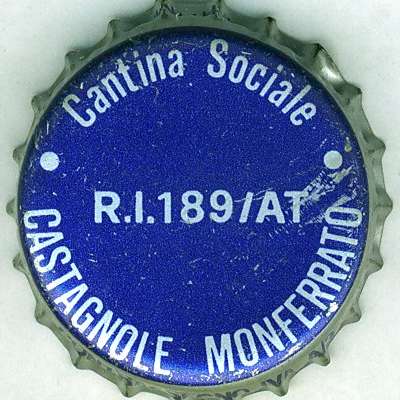 Cantina Sociale
R.I.189/AT
CASTAGNOLE MONFERRATO